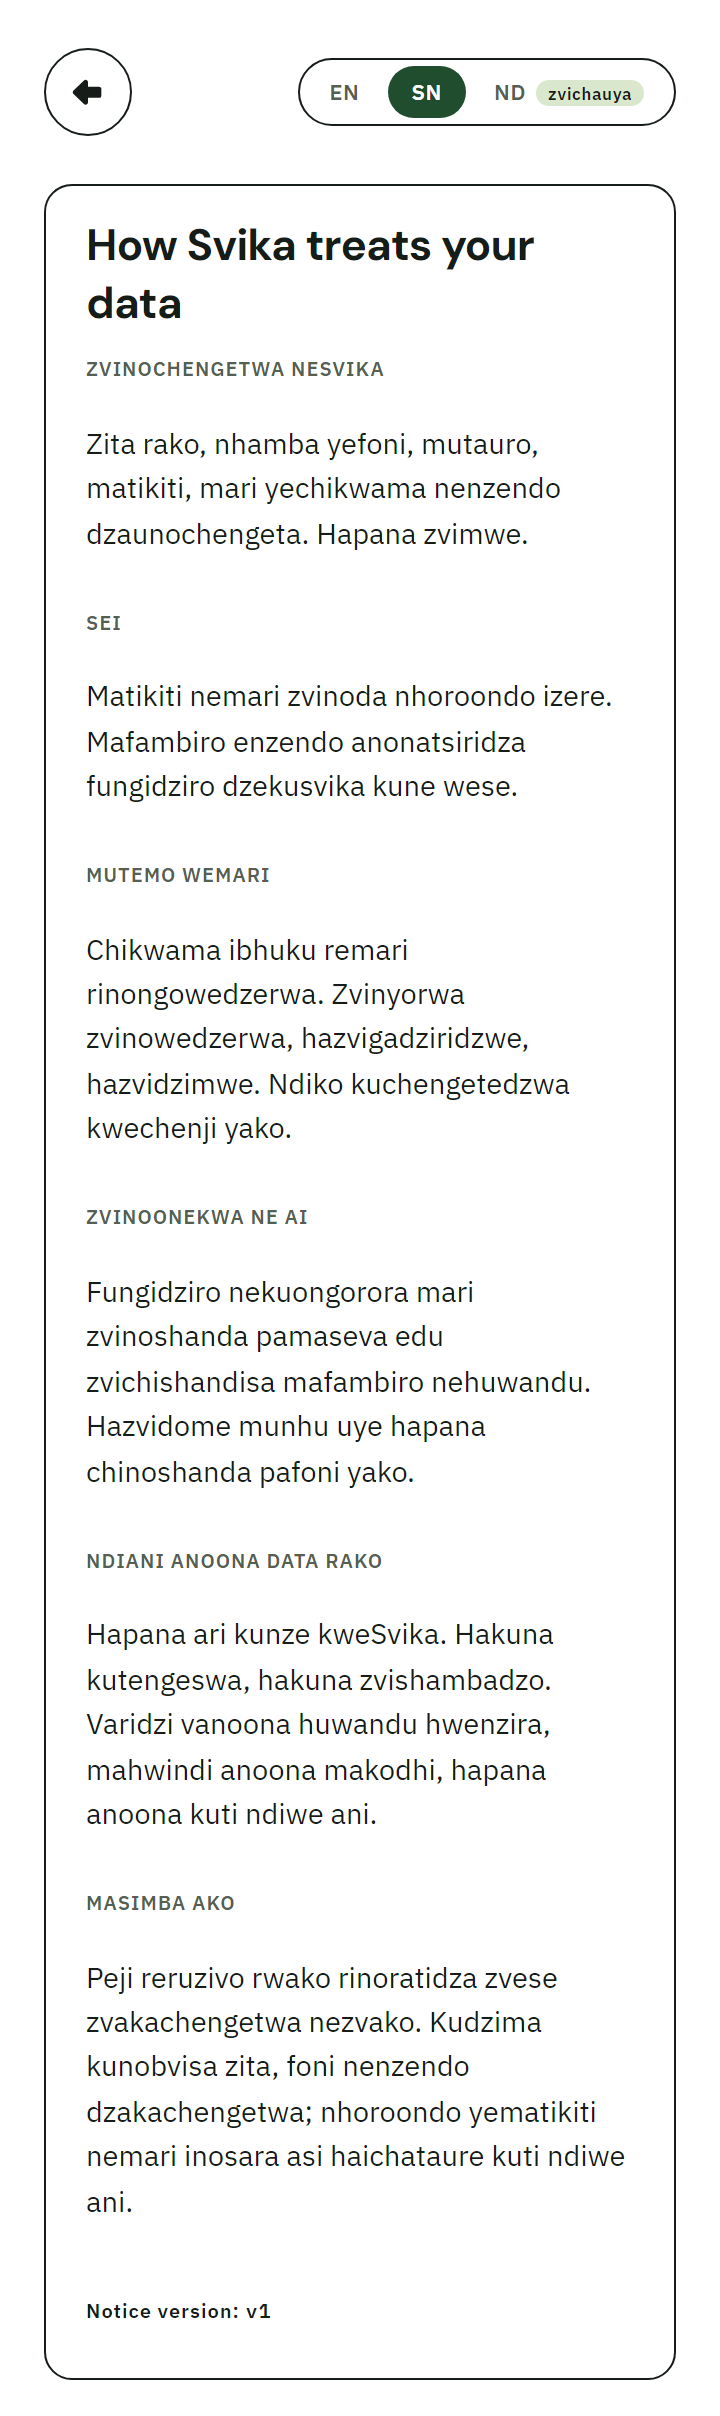 EN SN ND zvichauya
How Svika treats your
data
ZVINOCHENGETWA NESVIKA
Zita rako, nhamba yefoni, mutauro,
matikiti, mari yechikwama nenzendo
dzaunochengeta. Hapana zvimwe.
SEI
Matikiti nemari zvinoda nhoroondo izere.
Mafambiro enzendo anonatsiridza
fungidziro dzekusvika kune wese.
MUTEMO WEMARI
Chikwama ibhuku remari
rinongowedzerwa. Zvinyorwa
zvinowedzerwa, hazvigadziridzwe,
hazvidzimwe. Ndiko kuchengetedzwa
kwechenji yako.
ZVINOONEKWA NE AI
Fungidziro nekuongorora mari
zvinoshanda pamaseva edu
zvichishandisa mafambiro nehuwandu.
Hazvidome munhu uye hapana
chinoshanda pafoni yako.
NDIANI ANOONA DATA RAKO
Hapana ari kunze kweSvika. Hakuna
kutengeswa, hakuna zvishambadzo.
Varidzi vanoona huwandu hwenzira,
mahwindi anoona makodhi, hapana
anoona kuti ndiwe ani.
MASIMBA AKO
Peji reruzivo rwako rinoratidza zvese
zvakachengetwa nezvako. Kudzima
kunobvisa zita, foni nenzendo
dzakachengetwa; nhoroondo yematikiti
nemari inosara asi haichataure kuti ndiwe
ani.
Notice version: v1